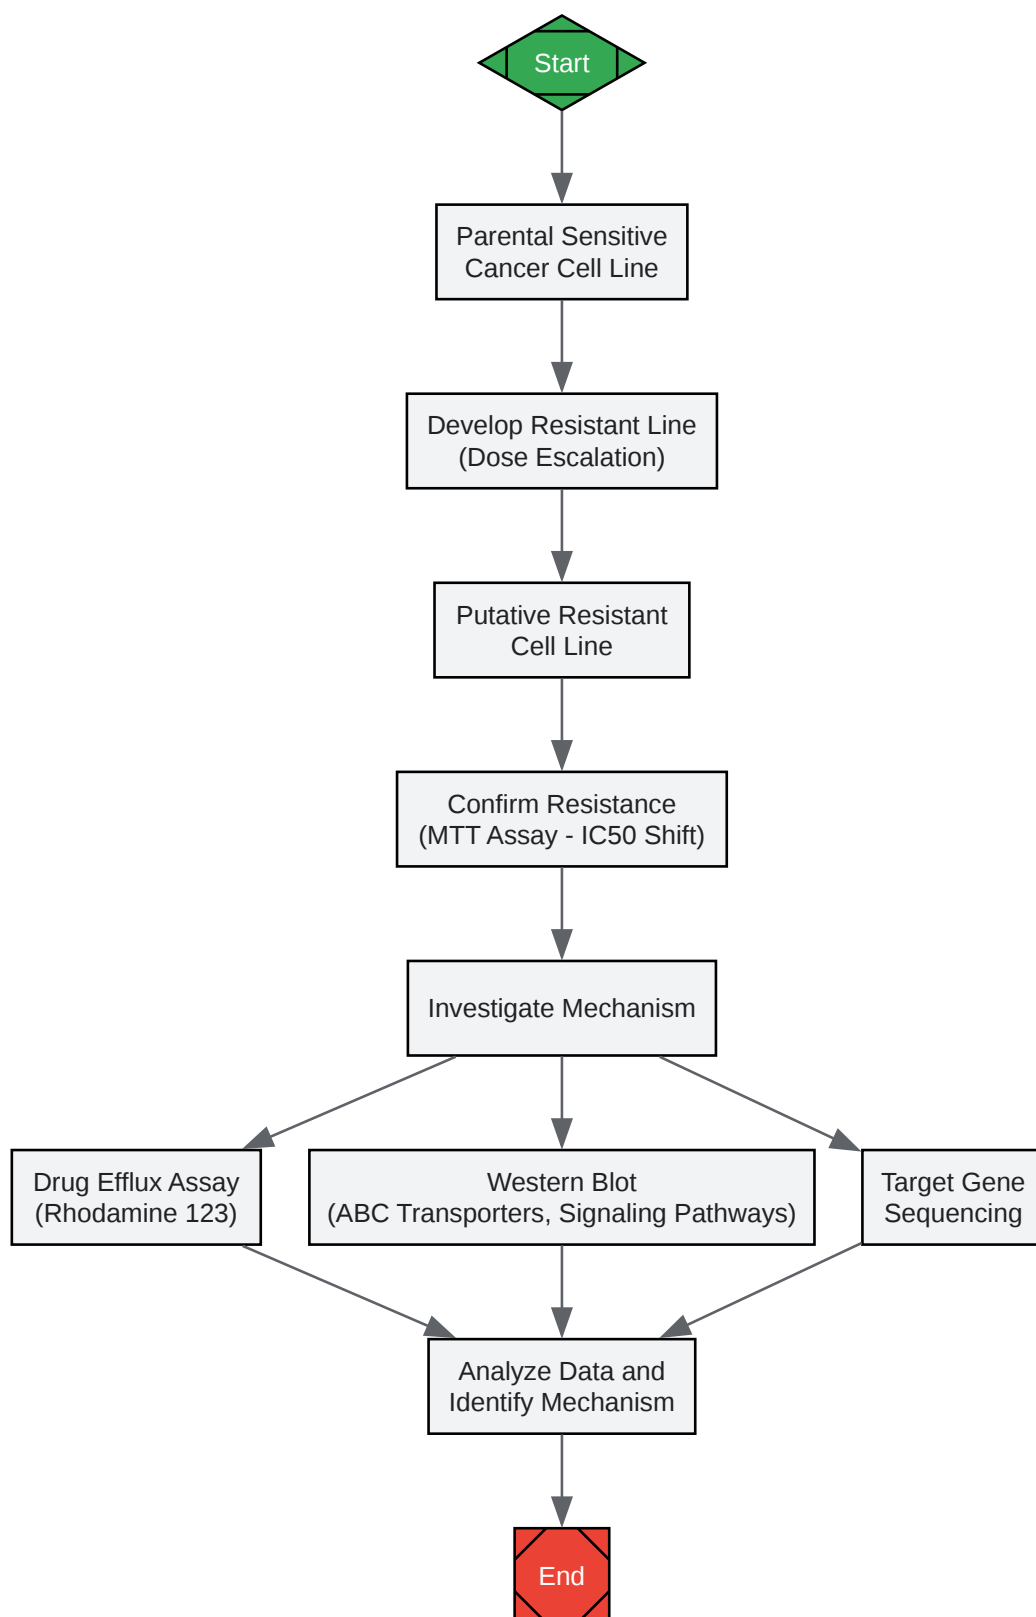 Start
Parental Sensitive
Cancer Cell Line
Develop Resistant Line
(Dose Escalation)
Putative Resistant
Cell Line
Confirm Resistance
(MTT Assay - IC50 Shift)
Investigate Mechanism
Drug Efflux Assay
(Rhodamine 123)
Western Blot
(ABC Transporters, Signaling Pathways)
Target Gene
Sequencing
Analyze Data and
Identify Mechanism
End